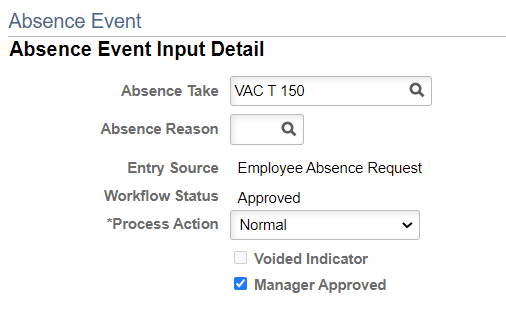 Absence Event
Absence Event Input Detail
Absence Take VAC T 150
Absence Reason
Entry Source Employee Absence Request
Workflow Status Approved
*Process Action Normal
Voided Indicator
Manager Approved